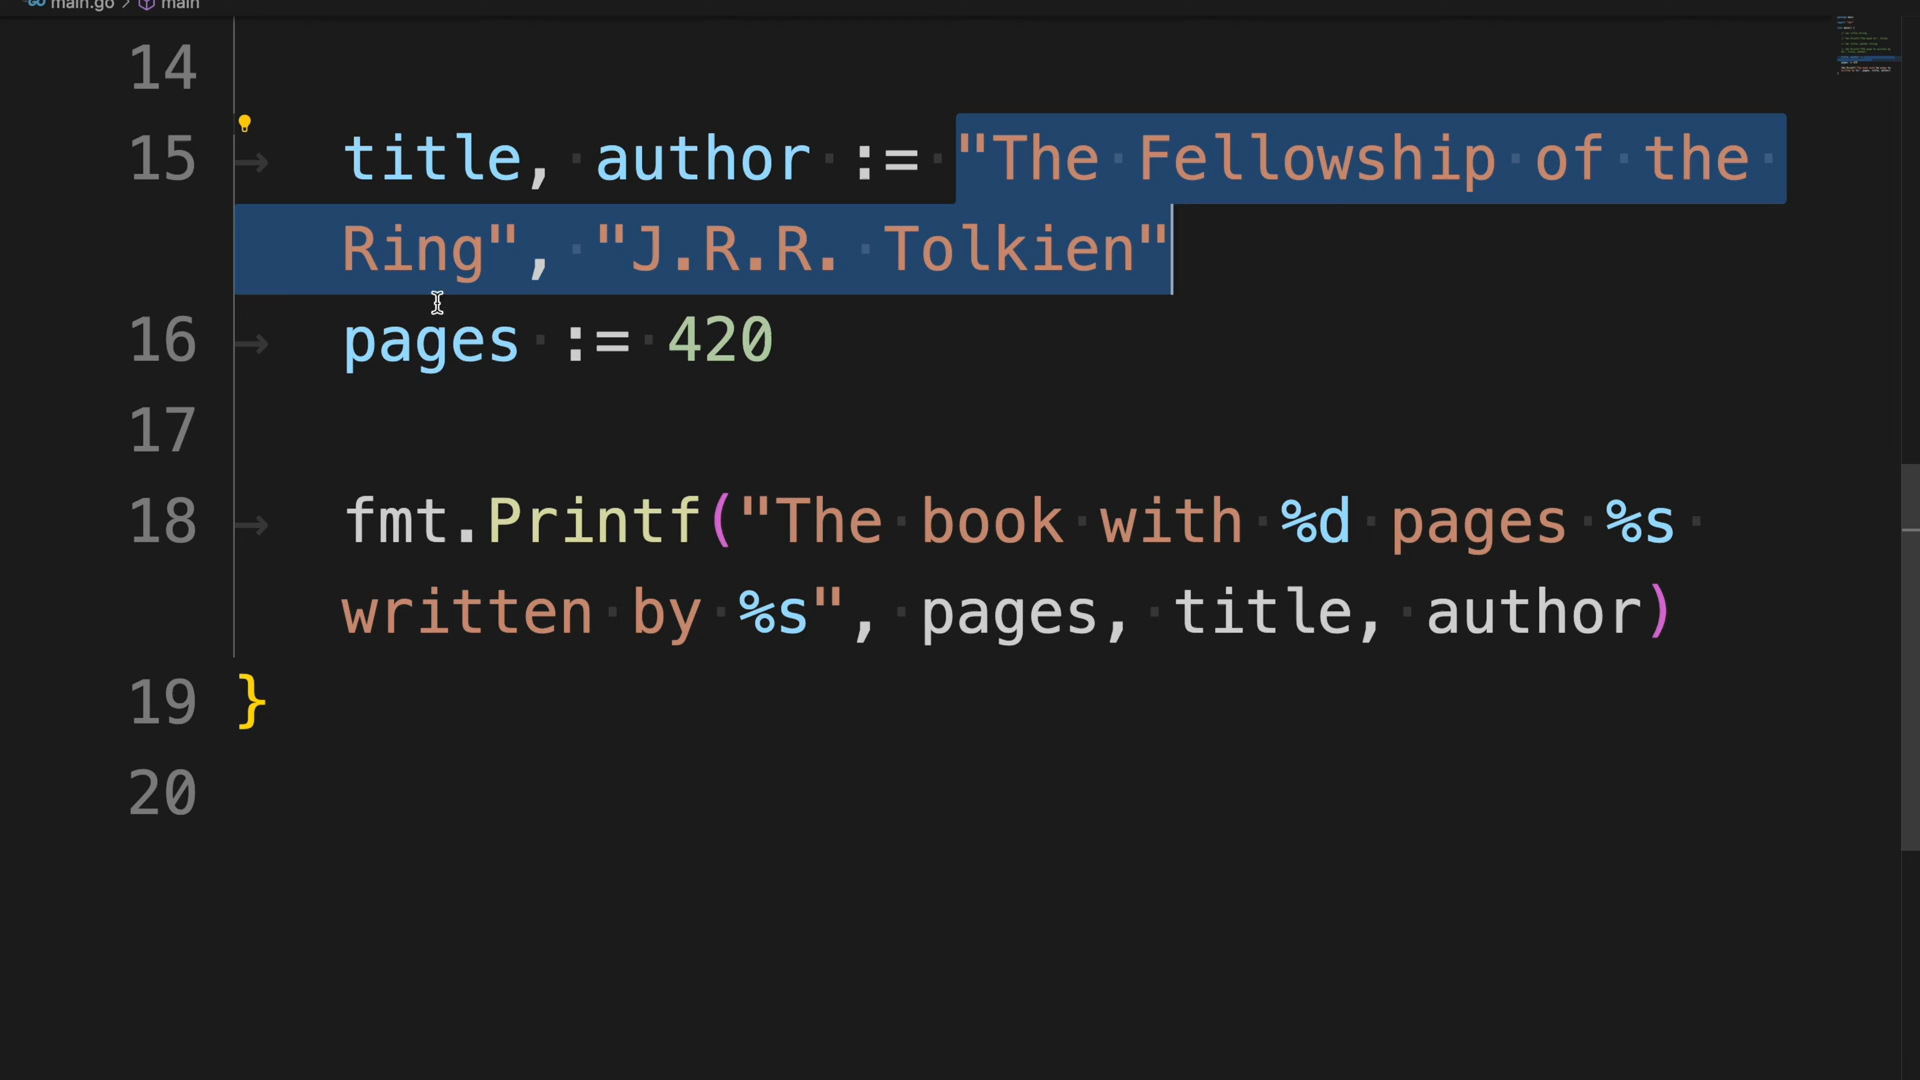 main.go > main
14
15 title, author := "The Fellowship of the
Ring", "J.R.R. Tolkien"
16 pages := 420
17
18 fmt.Printf("The book with %d pages %s
written by %s", pages, title, author)
19 }
20